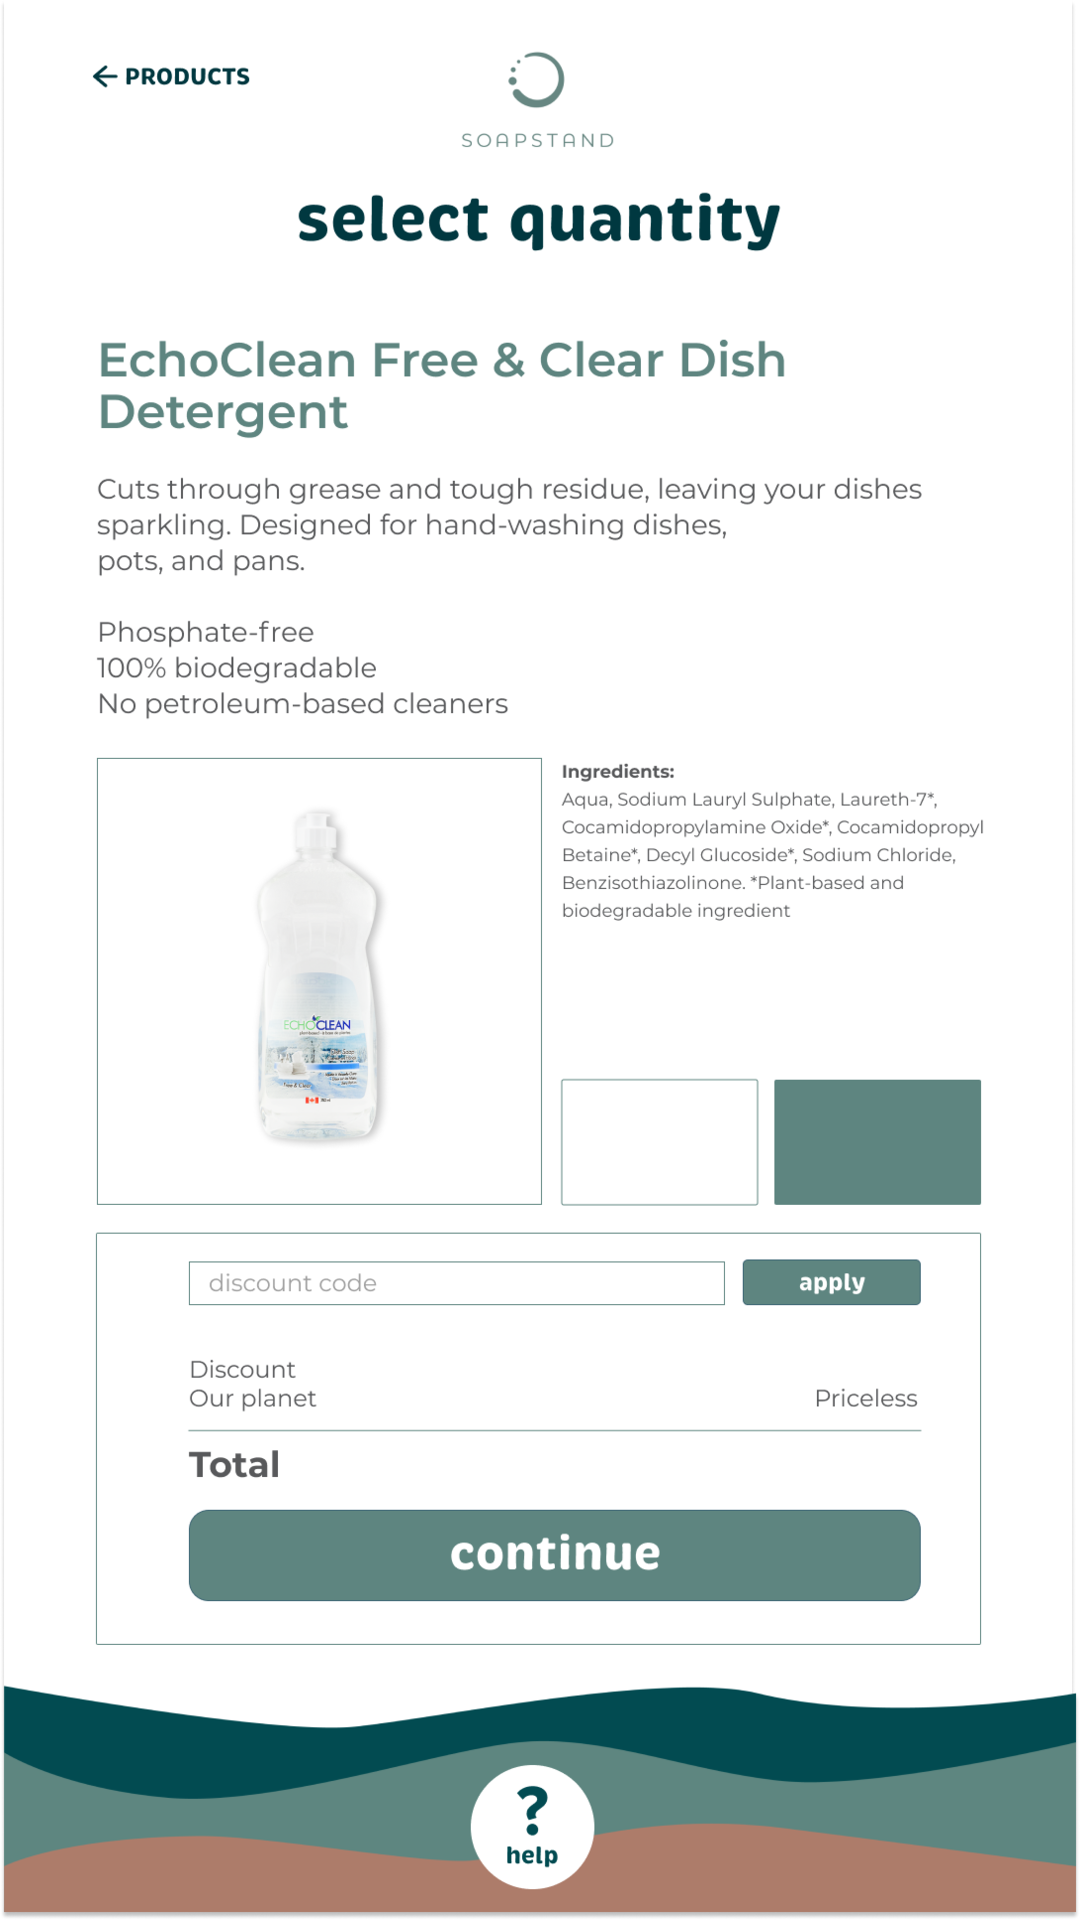 ← PRODUCTS
SOAPSTAND
select quantity
EchoClean Free & Clear Dish
Detergent
Cuts through grease and tough residue, leaving your dishes
sparkling. Designed for hand-washing dishes,
pots, and pans.
Phosphate-free
100% biodegradable
No petroleum-based cleaners
Ingredients:
Aqua, Sodium Lauryl Sulphate, Laureth-7*,
Cocamidopropylamine Oxide*, Cocamidopropyl
Betaine*, Decyl Glucoside*, Sodium Chloride,
Benzisothiazolinone. *Plant-based and
biodegradable ingredient
ECHOCLEAN
discount code
apply
Discount
Our planet Priceless
Total
continue
?
help